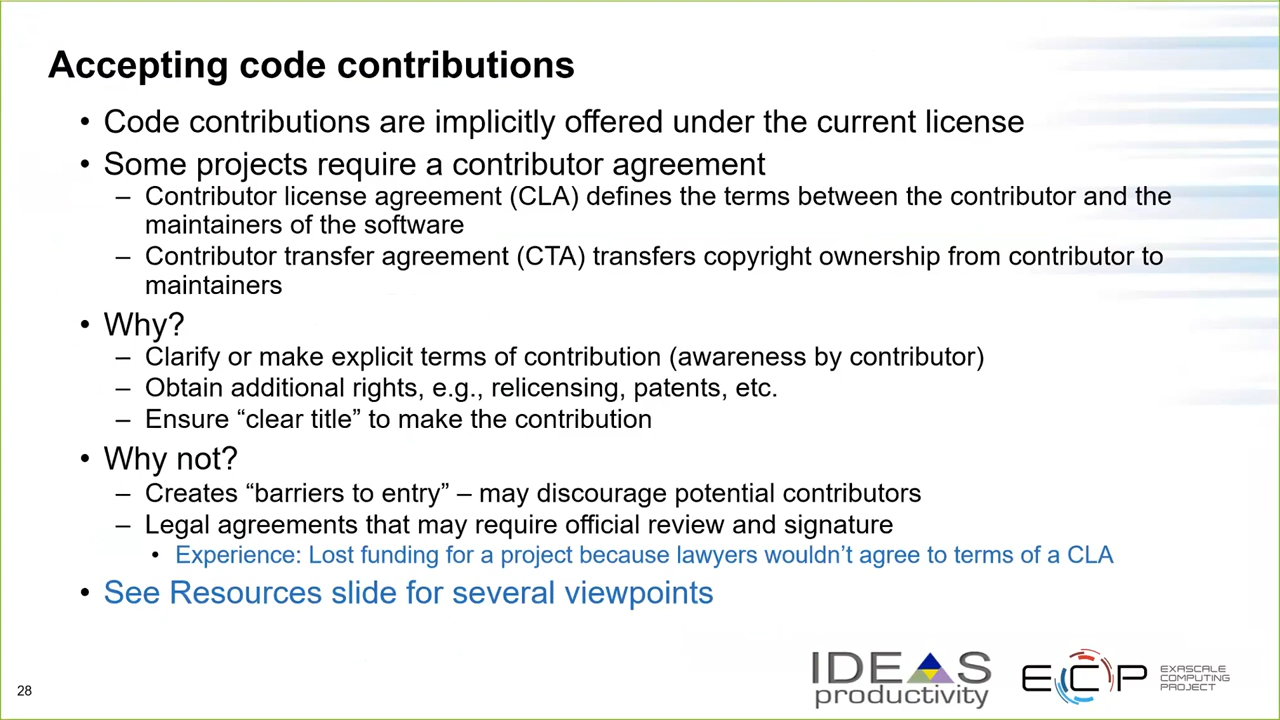 Accepting code contributions
• Code contributions are implicitly offered under the current license
• Some projects require a contributor agreement
– Contributor license agreement (CLA) defines the terms between the contributor and the
maintainers of the software
– Contributor transfer agreement (CTA) transfers copyright ownership from contributor to
maintainers
• Why?
– Clarify or make explicit terms of contribution (awareness by contributor)
– Obtain additional rights, e.g., relicensing, patents, etc.
– Ensure “clear title” to make the contribution
• Why not?
– Creates “barriers to entry” – may discourage potential contributors
– Legal agreements that may require official review and signature
• Experience: Lost funding for a project because lawyers wouldn’t agree to terms of a CLA
• See Resources slide for several viewpoints
28
IDEAS
productivity
ECP
EXASCALE
COMPUTING
PROJECT